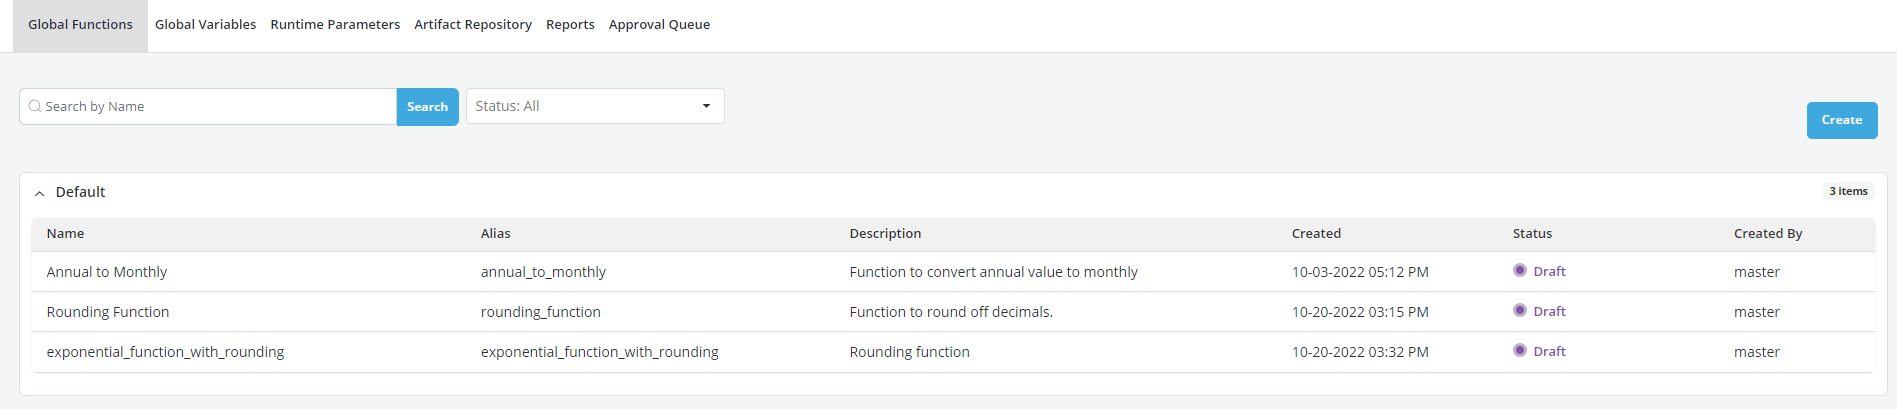 Global Functions Global Variables Runtime Parameters Artifact Repository Reports Approval Queue
Search by Name Search Status: All
Create
Default 3 items
Name Alias Description Created Status Created By
Annual to Monthly annual_to_monthly Function to convert annual value to monthly 10-03-2022 05:12 PM Draft master
Rounding Function rounding_function Function to round off decimals. 10-20-2022 03:15 PM Draft master
exponential_function_with_rounding exponential_function_with_rounding Rounding function 10-20-2022 03:32 PM Draft master